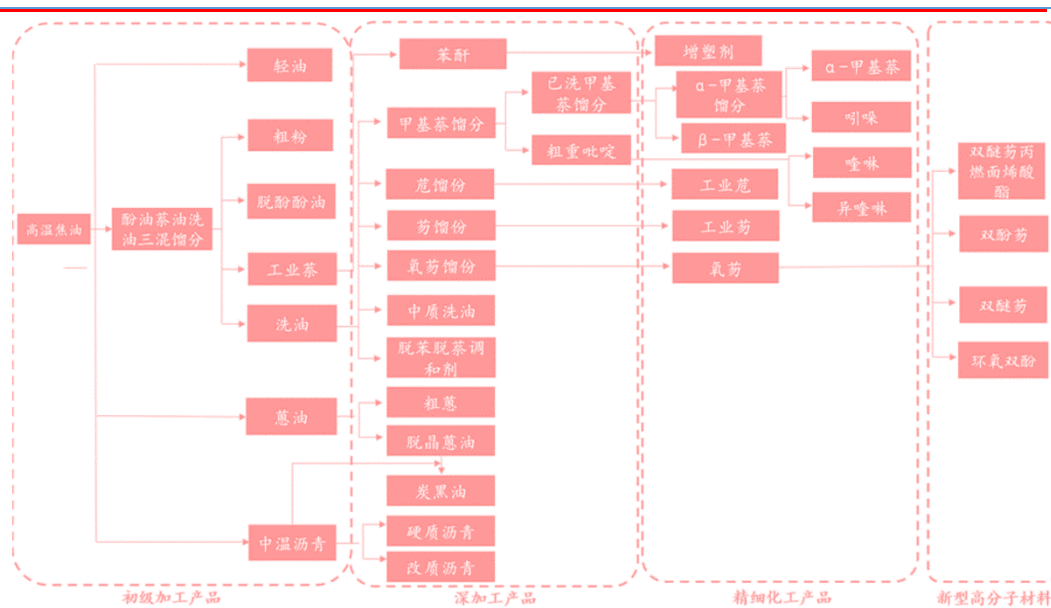 高温焦油
酚油萘油洗
油三混馏分
轻油
粗粉
脱酚酚油
工业萘
洗油
蒽油
中温沥青
初级加工产品
苯酐
甲基萘馏分
已洗甲基
萘馏分
粗重吡啶
苊馏份
芴馏份
氧芴馏份
中质洗油
脱苯脱萘调
和剂
粗蒽
脱晶蒽油
炭黑油
硬质沥青
改质沥青
深加工产品
增塑剂
α-甲基萘
馏分
β-甲基萘
α-甲基萘
吲哚
喹啉
异喹啉
工业苊
工业芴
氧芴
精细化工产品
双醚芴丙
燃面烯酸
酯
双酚芴
双醚芴
环氧双酚
新型高分子材料